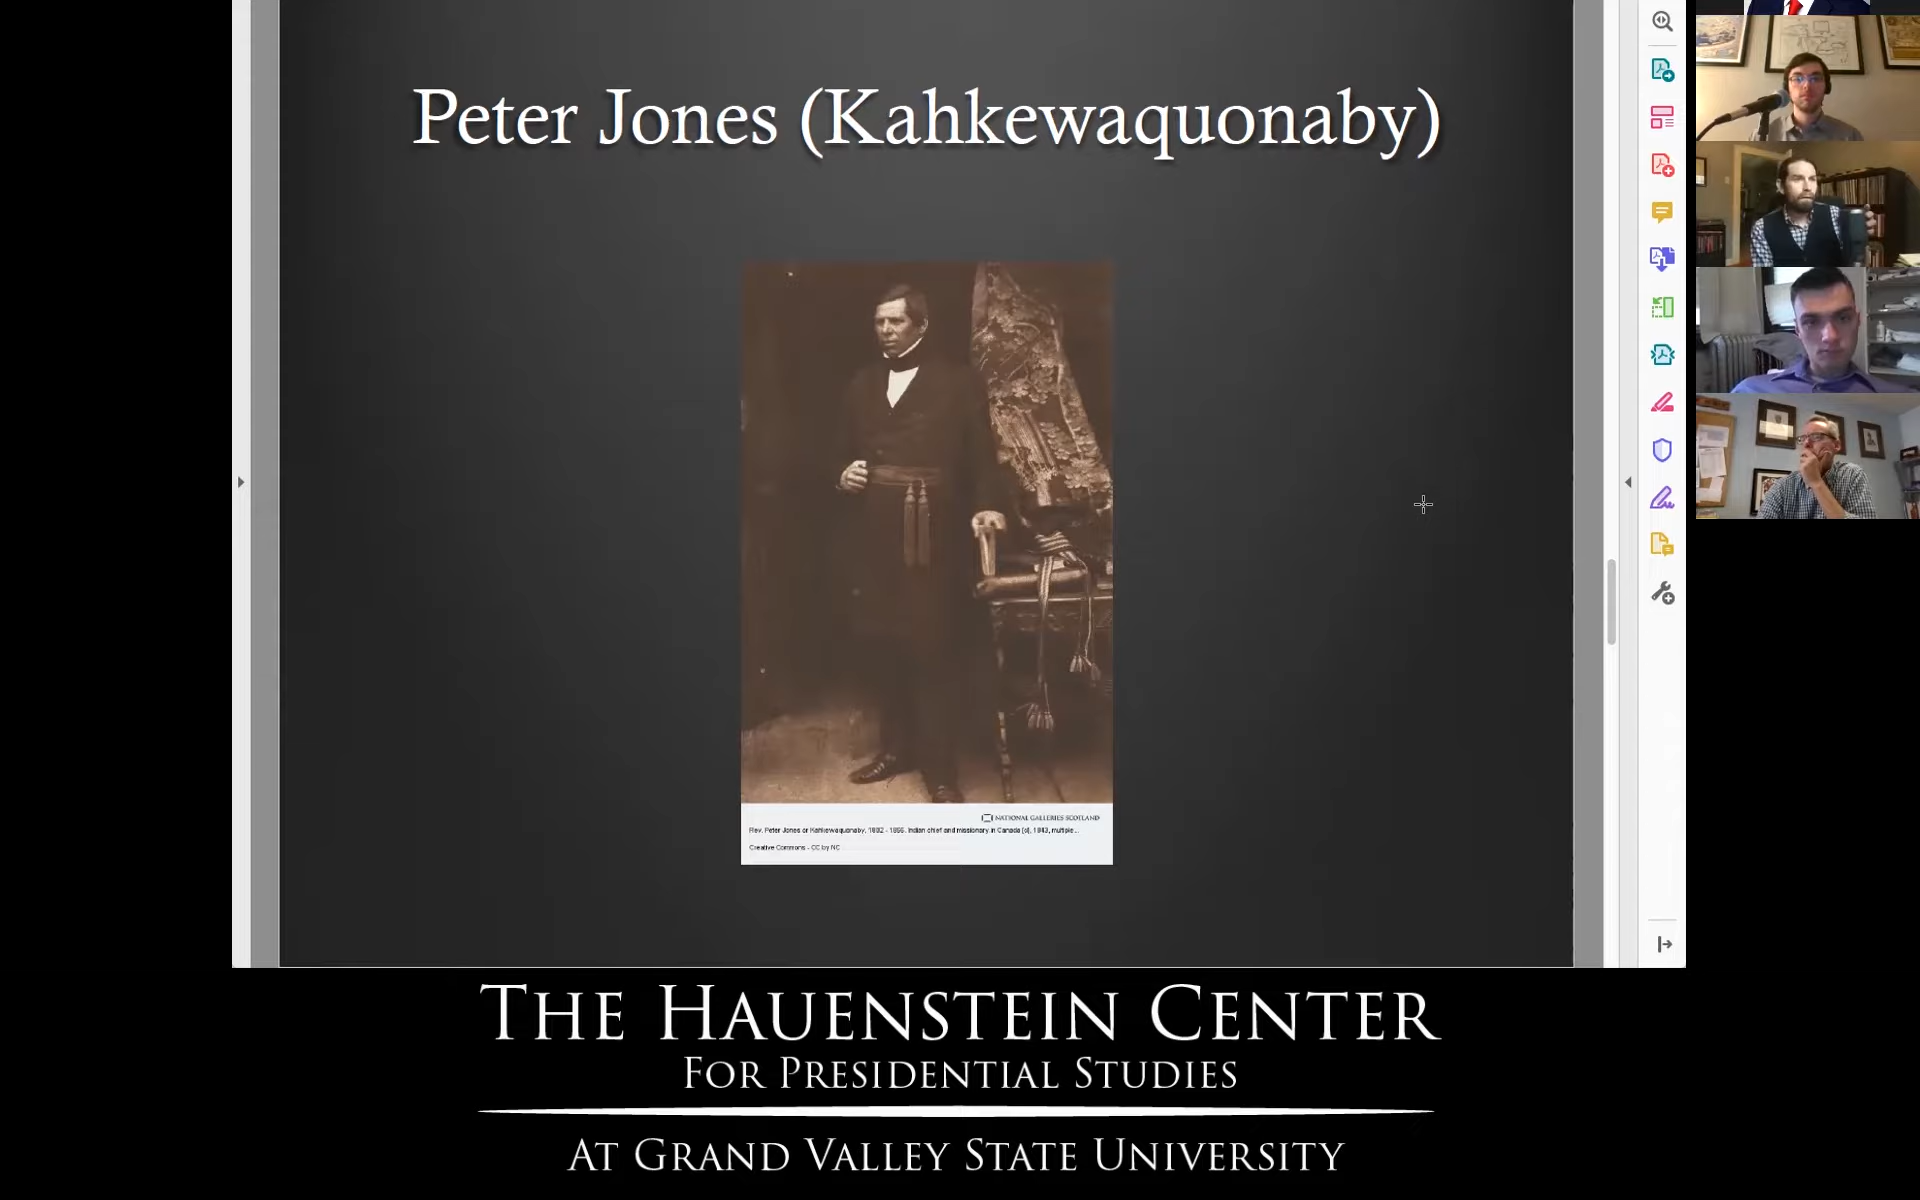 Peter Jones (Kahkewaquonaby)
NATIONAL GALLERIES SCOTLAND
Rev. Peter Jones or Kahkewaquonaby, 1802 - 1856. Indian chief and missionary in Canada [d], 1843, multiple...
Creative Commons - CC by NC
THE HAUENSTEIN CENTER
FOR PRESIDENTIAL STUDIES
AT GRAND VALLEY STATE UNIVERSITY